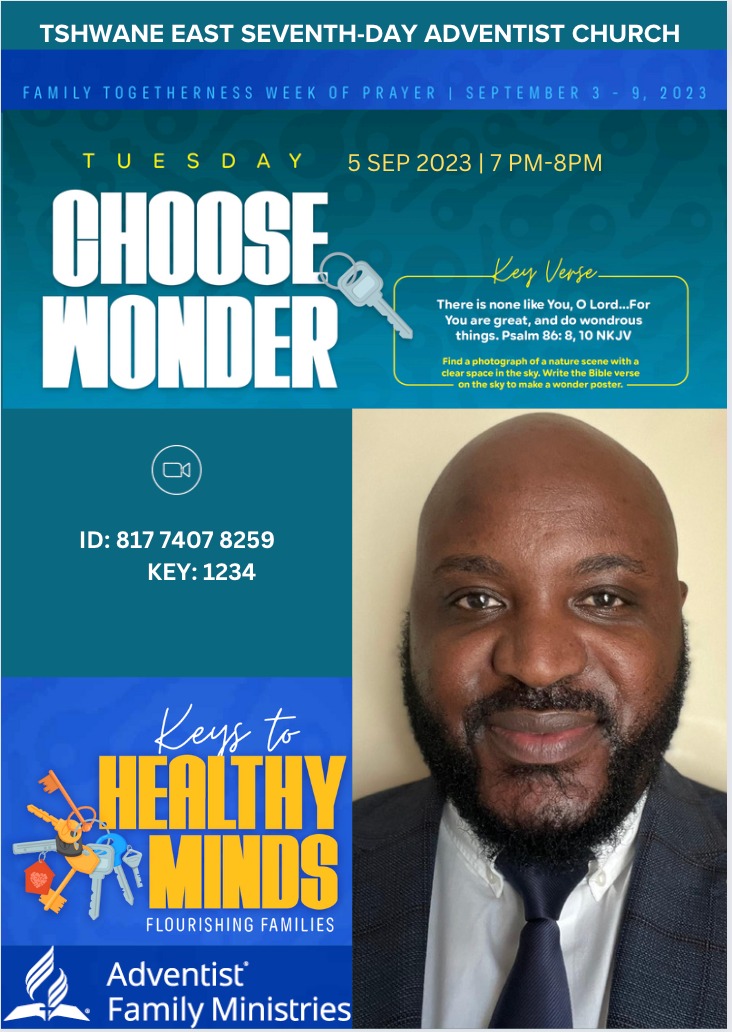 TSHWANE EAST SEVENTH-DAY ADVENTIST CHURCH
FAMILY TOGETHERNESS WEEK OF PRAYER | SEPTEMBER 3 - 9, 2023
TUESDAY 5 SEP 2023 | 7 PM-8PM
CHOOSE
WONDER
Key Verse
There is none like You, O Lord...For
You are great, and do wondrous
things. Psalm 86: 8, 10 NKJV
Find a photograph of a nature scene with a
clear space in the sky. Write the Bible verse
on the sky to make a wonder poster.
ID: 817 7407 8259
KEY: 1234
Keys to
HEALTHY
MINDS
FLOURISHING FAMILIES
Adventist®
Family Ministries